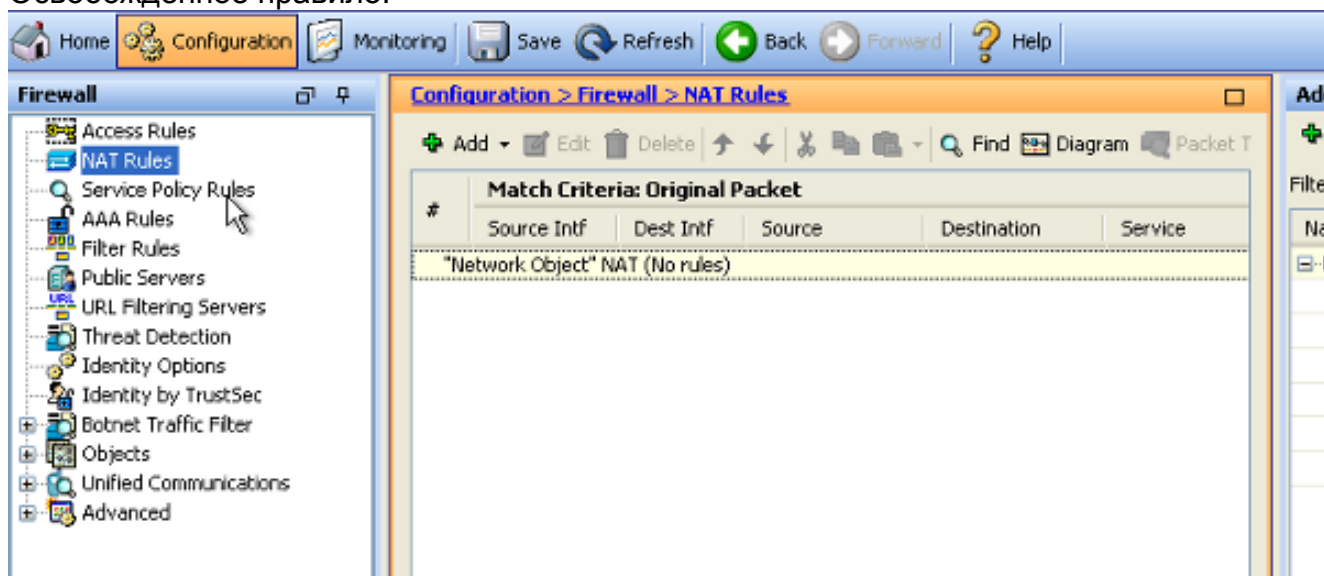 Освобожденное правило.
Home Configuration Monitoring Save Refresh Back Forward Help
Firewall
Access Rules
NAT Rules
Service Policy Rules
AAA Rules
Filter Rules
Public Servers
URL Filtering Servers
Threat Detection
Identity Options
Identity by TrustSec
Botnet Traffic Filter
Objects
Unified Communications
Advanced
Configuration > Firewall > NAT Rules
Add Edit Delete Find Diagram Packet T
# Match Criteria: Original Packet
Source Intf Dest Intf Source Destination Service
"Network Object" NAT (No rules)
Ad
Filte
Na